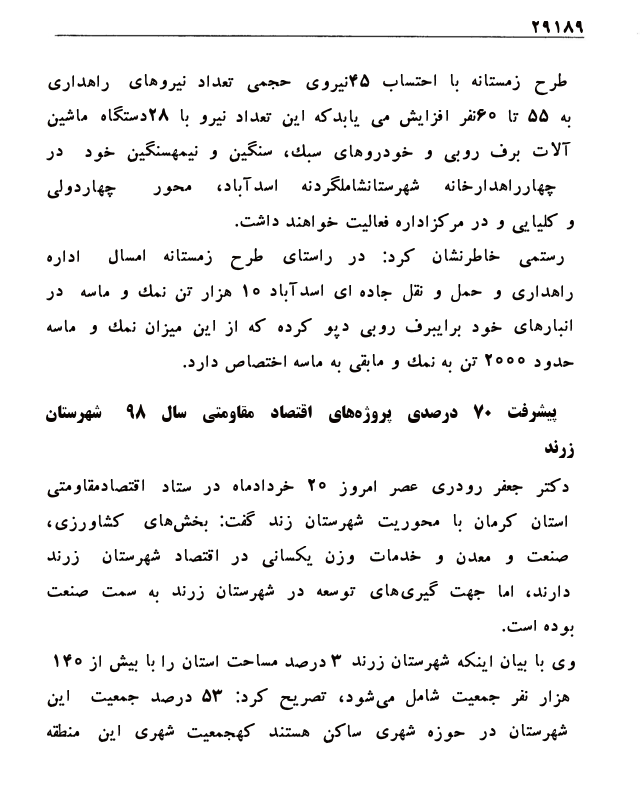 ۲۹۱۸۹
طرح زمستانه با احتساب ۴۵نیروی حجمی تعداد نیروهای راهداری
به ۵۵ تا ۶۰نفر افزایش می یابدکه این تعداد نیرو با ۲۸دستگاه ماشین
آلات برف روبی و خودروهای سبك، سنگین و نیمهسنگین خود در
چهارراهدارخانه شهرستانشاملگردنه اسدآباد، محور چهاردولی
و کلیایی و در مرکزاداره فعالیت خواهند داشت.
رستمی خاطرنشان کرد: در راستای طرح زمستانه امسال اداره
راهداری و حمل و نقل جاده ای اسدآباد ۱۰ هزار تن نمك و ماسه در
انبارهای خود برایبرف روبی دپو کرده که از این میزان نمك و ماسه
حدود ۲۰۰۰ تن به نمك و مابقی به ماسه اختصاص دارد.
پیشرفت ۷۰ درصدی پروژه‌های اقتصاد مقاومتی سال ۹۸ شهرستان
زرند
دکتر جعفر رودری عصر امروز ۲۰ خردادماه در ستاد اقتصادمقاومتی
استان کرمان با محوریت شهرستان زند گفت: بخش‌های کشاورزی،
صنعت و معدن و خدمات وزن یکسانی در اقتصاد شهرستان زرند
دارند، اما جهت گیری‌های توسعه در شهرستان زرند به سمت صنعت
بوده است.
وی با بیان اینکه شهرستان زرند ۳ درصد مساحت استان را با بیش از ۱۴۰
هزار نفر جمعیت شامل می‌شود، تصریح کرد: ۵۳ درصد جمعیت این
شهرستان در حوزه شهری ساکن هستند کهجمعیت شهری این منطقه